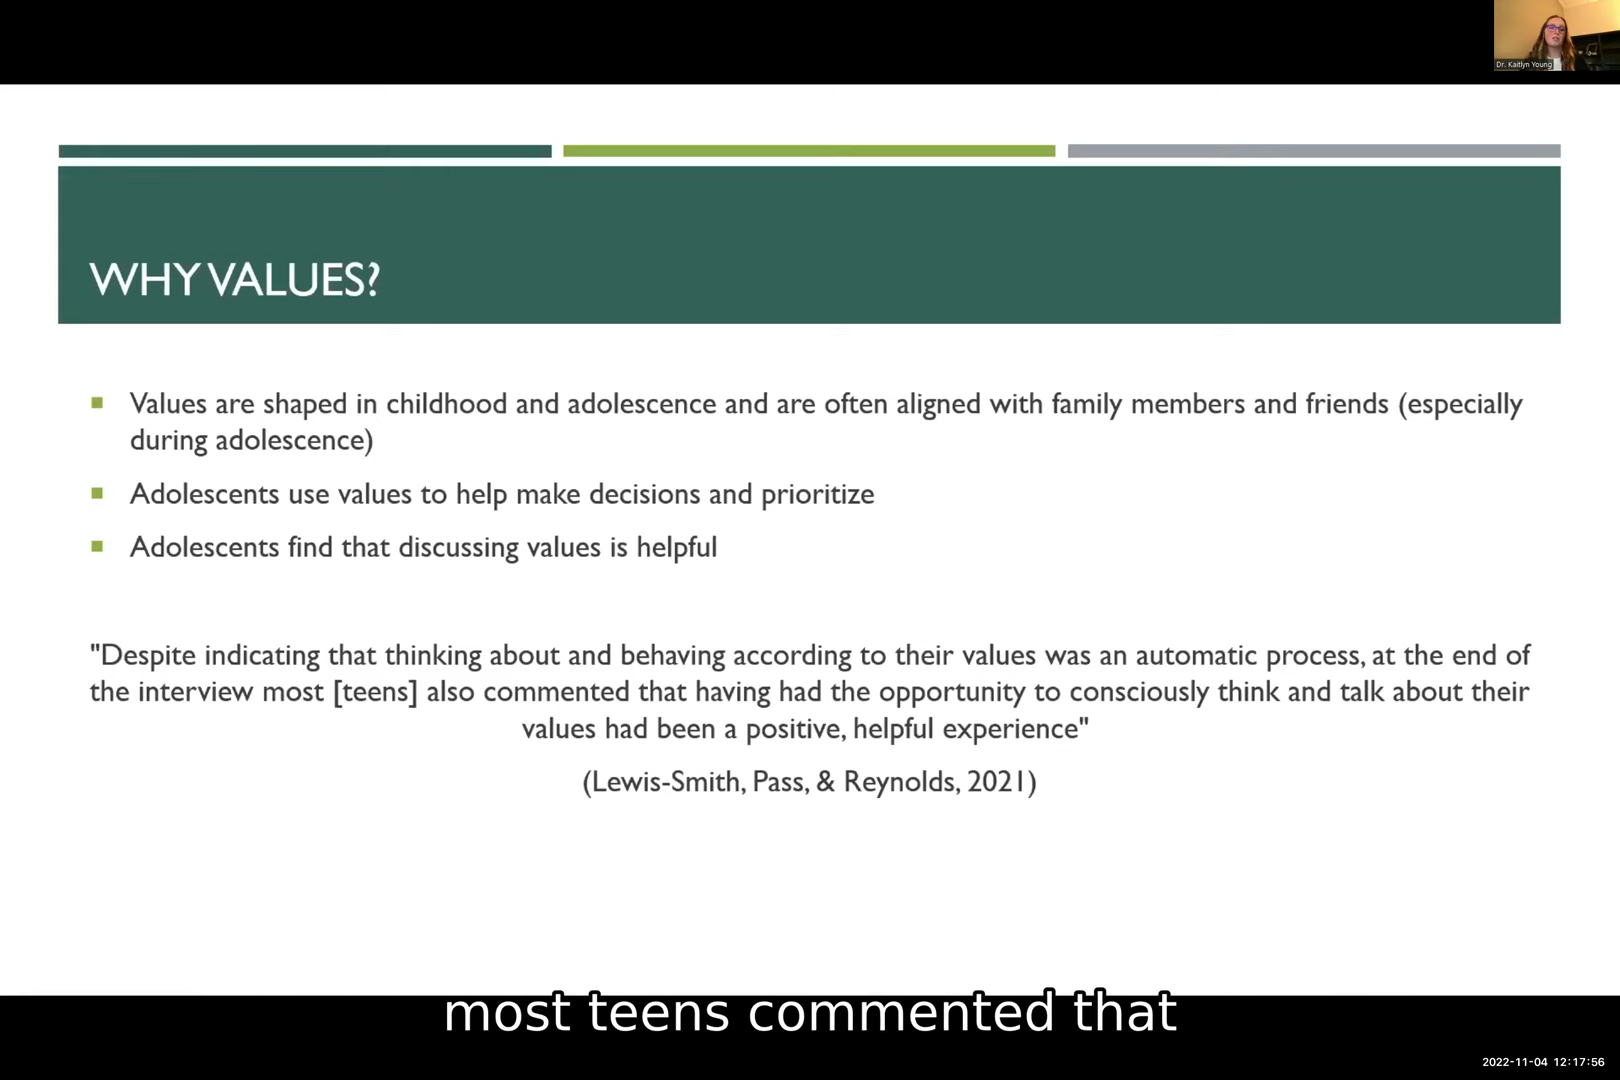 Dr. Kaitlyn Young
WHY VALUES?
Values are shaped in childhood and adolescence and are often aligned with family members and friends (especially
during adolescence)
Adolescents use values to help make decisions and prioritize
Adolescents find that discussing values is helpful
"Despite indicating that thinking about and behaving according to their values was an automatic process, at the end of
the interview most [teens] also commented that having had the opportunity to consciously think and talk about their
values had been a positive, helpful experience"
(Lewis-Smith, Pass, & Reynolds, 2021)
most teens commented that
2022-11-04 12:17:56